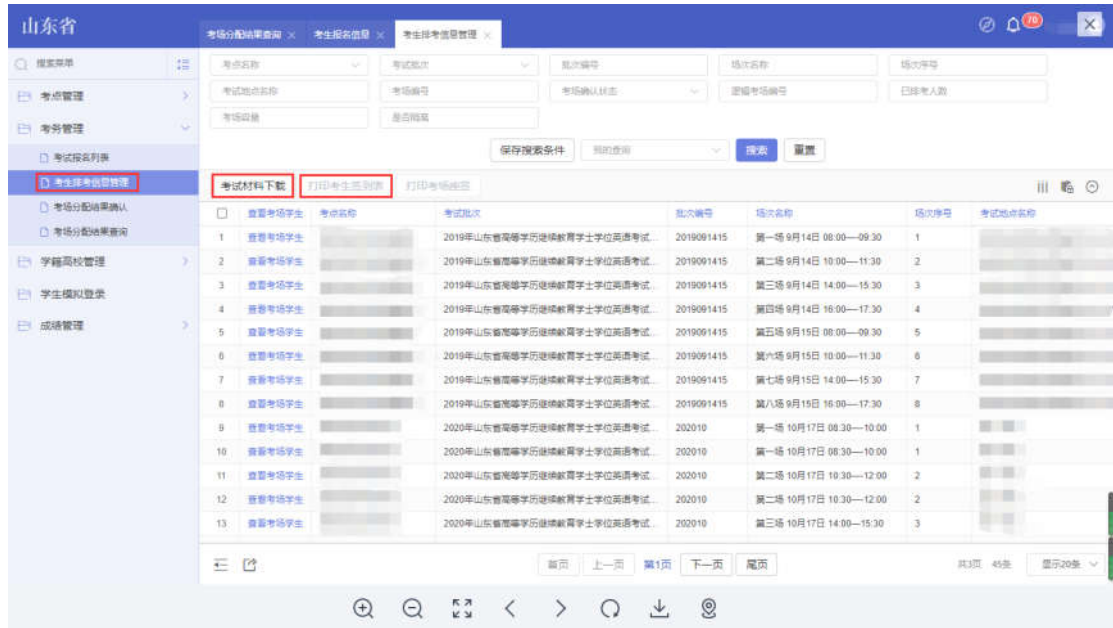 山东省
考场分配结果查询 ×
考生报名信息 ×
考生排考信息管理 ×
70
搜索菜单
考点管理
考务管理
考试报名列表
考生排考信息管理
考场分配结果确认
考场分配结果查询
学籍高校管理
学生模拟登录
成绩管理
考点名称 考试批次 批次编号 场次名称 场次序号
考试地点名称 考场编号 考场确认状态 逻辑考场编号 已排考人数
考场容量 是否隔离
保存搜索条件 我的查询 搜索 重置
考试材料下载 打印考生签到表 打印考场座签
查看考场学生 考点名称 考试批次 批次编号 场次名称 场次序号 考试地点名称
1 查看考场学生 2019年山东省高等学历继续教育学士学位英语考试... 2019091415 第一场 9月14日 08:00—-09:30 1
2 查看考场学生 2019年山东省高等学历继续教育学士学位英语考试... 2019091415 第二场 9月14日 10:00—-11:30 2
3 查看考场学生 2019年山东省高等学历继续教育学士学位英语考试... 2019091415 第三场 9月14日 14:00—-15:30 3
4 查看考场学生 2019年山东省高等学历继续教育学士学位英语考试... 2019091415 第四场 9月14日 16:00—-17:30 4
5 查看考场学生 2019年山东省高等学历继续教育学士学位英语考试... 2019091415 第五场 9月15日 08:00—-09:30 5
6 查看考场学生 2019年山东省高等学历继续教育学士学位英语考试... 2019091415 第六场 9月15日 10:00—-11:30 6
7 查看考场学生 2019年山东省高等学历继续教育学士学位英语考试... 2019091415 第七场 9月15日 14:00—-15:30 7
8 查看考场学生 2019年山东省高等学历继续教育学士学位英语考试... 2019091415 第八场 9月15日 16:00—-17:30 8
9 查看考场学生 2020年山东省高等学历继续教育学士学位英语考试... 202010 第一场 10月17日 08:30—10:00 1
10 查看考场学生 2020年山东省高等学历继续教育学士学位英语考试... 202010 第一场 10月17日 08:30—10:00 1
11 查看考场学生 2020年山东省高等学历继续教育学士学位英语考试... 202010 第二场 10月17日 10:30—12:00 2
12 查看考场学生 2020年山东省高等学历继续教育学士学位英语考试... 202010 第二场 10月17日 10:30—12:00 2
13 查看考场学生 2020年山东省高等学历继续教育学士学位英语考试... 202010 第三场 10月17日 14:00—15:30 3
首页 上一页 第1页 下一页 尾页 共3页 45条 显示20条